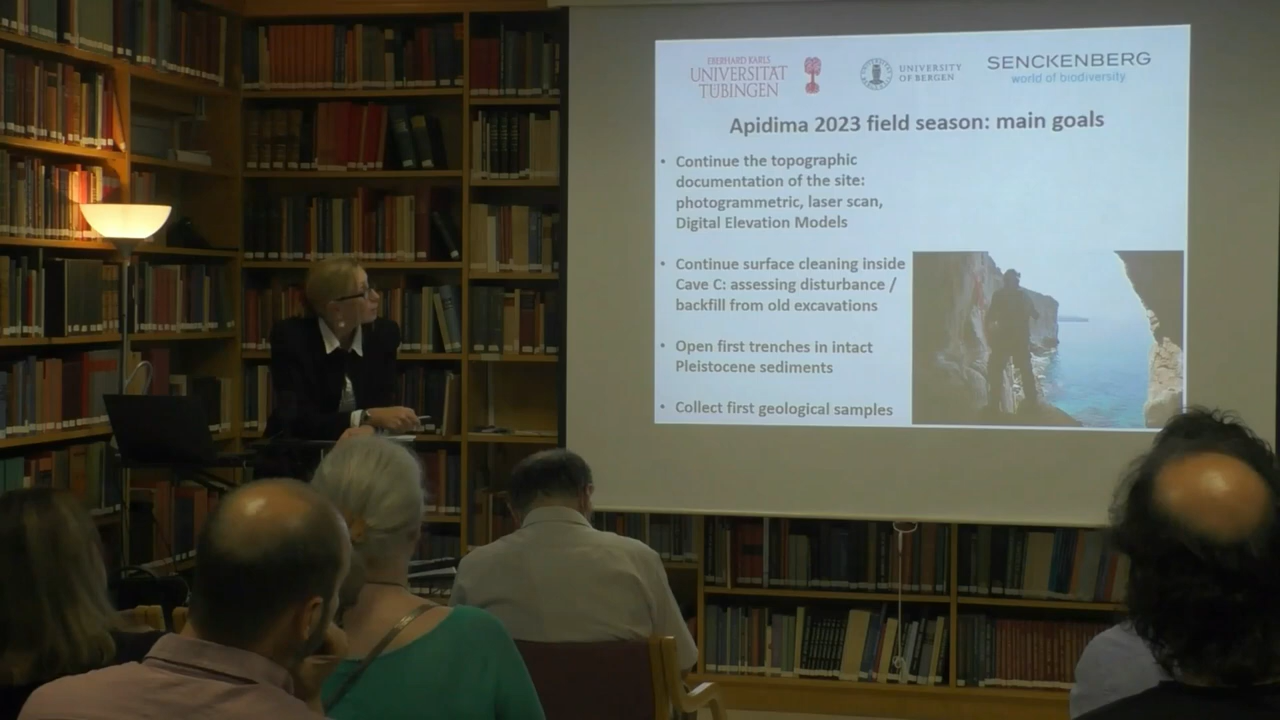 EBERHARD KARLS
UNIVERSITAT
TÜBINGEN
UNIVERSITY
OF BERGEN
SENCKENBERG
world of biodiversity
Apidima 2023 field season: main goals
• Continue the topographic
documentation of the site:
photogrammetric, laser scan,
Digital Elevation Models
• Continue surface cleaning inside
Cave C: assessing disturbance /
backfill from old excavations
• Open first trenches in intact
Pleistocene sediments
• Collect first geological samples